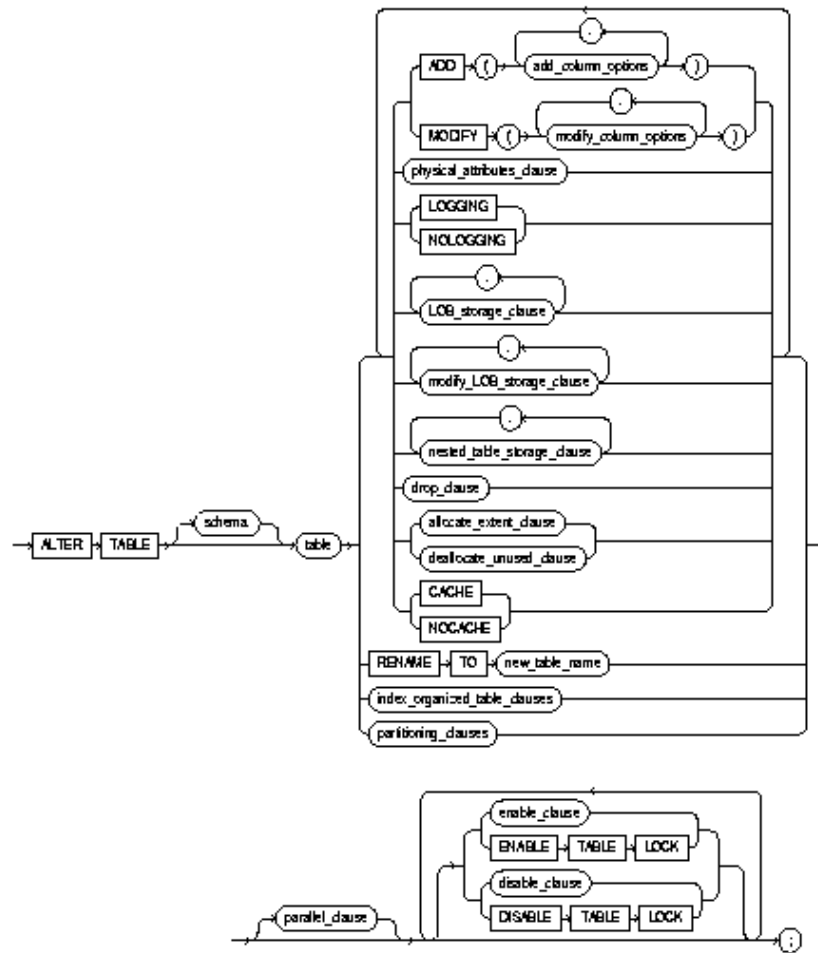 ,
ADD ( add_column_options )
,
MODIFY ( modify_column_options )
physical_attributes_clause
LOGGING
NOLOGGING
,
LOB_storage_clause
,
modify_LOB_storage_clause
,
nested_table_storage_clause
drop_clause
schema.
allocate_extent_clause
ALTER TABLE table
deallocate_unused_clause
CACHE
NOCACHE
RENAME TO new_table_name
index_organized_table_clauses
partitioning_clauses
enable_clause
ENABLE TABLE LOCK
disable_clause
parallel_clause
DISABLE TABLE LOCK
;